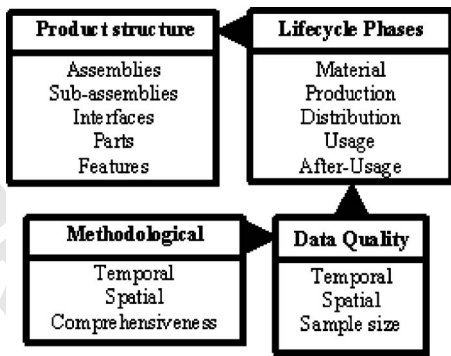 Product structure
Assemblies
Sub-assemblies
Interfaces
Parts
Features
Lifecycle Phases
Material
Production
Distribution
Usage
After-Usage
Methodological
Temporal
Spatial
Comprehensiveness
Data Quality
Temporal
Spatial
Sample size